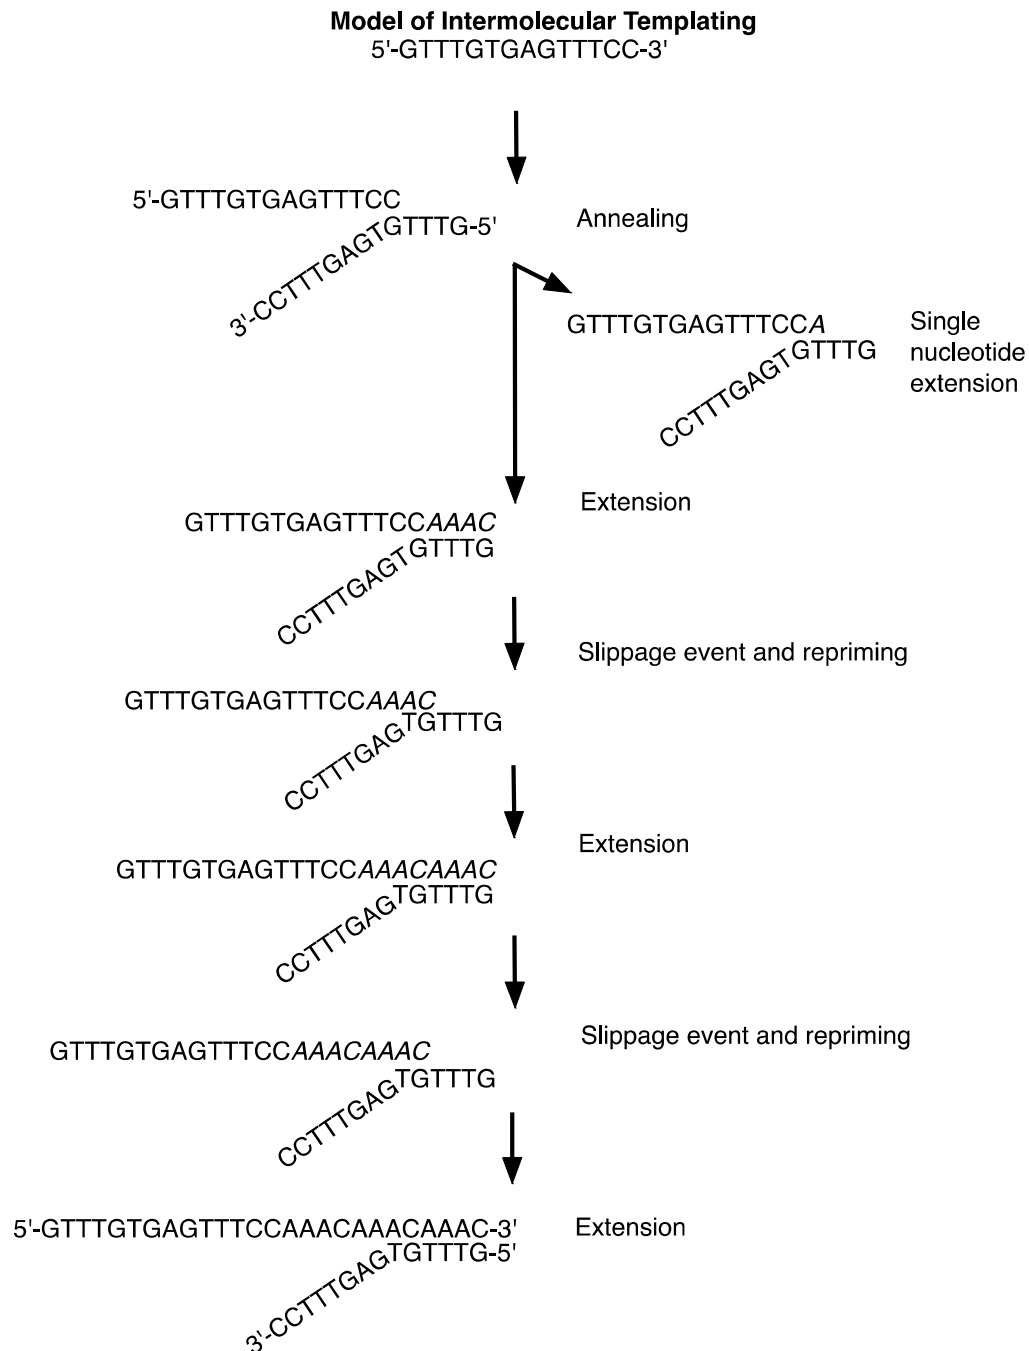 Model of Intermolecular Templating
5'-GTTTGTGAGTTTCC-3'
5'-GTTTGTGAGTTTCC
3'-CCTTTGAGTGTTTG-5'
Annealing
GTTTGTGAGTTTCCA
CCTTTGAGTGTTTG
Single
nucleotide
extension
Extension
GTTTGTGAGTTTCCAAAC
CCTTTGAGTGTTTG
Slippage event and repriming
GTTTGTGAGTTTCCAAAC
CCTTTGAGTGTTTG
Extension
GTTTGTGAGTTTCCAAACAAAC
CCTTTGAGTGTTTG
Slippage event and repriming
GTTTGTGAGTTTCCAAACAAAC
CCTTTGAGTGTTTG
5'-GTTTGTGAGTTTCCAAACAAACAAAC-3'
Extension
3'-CCTTTGAGTGTTTG-5'